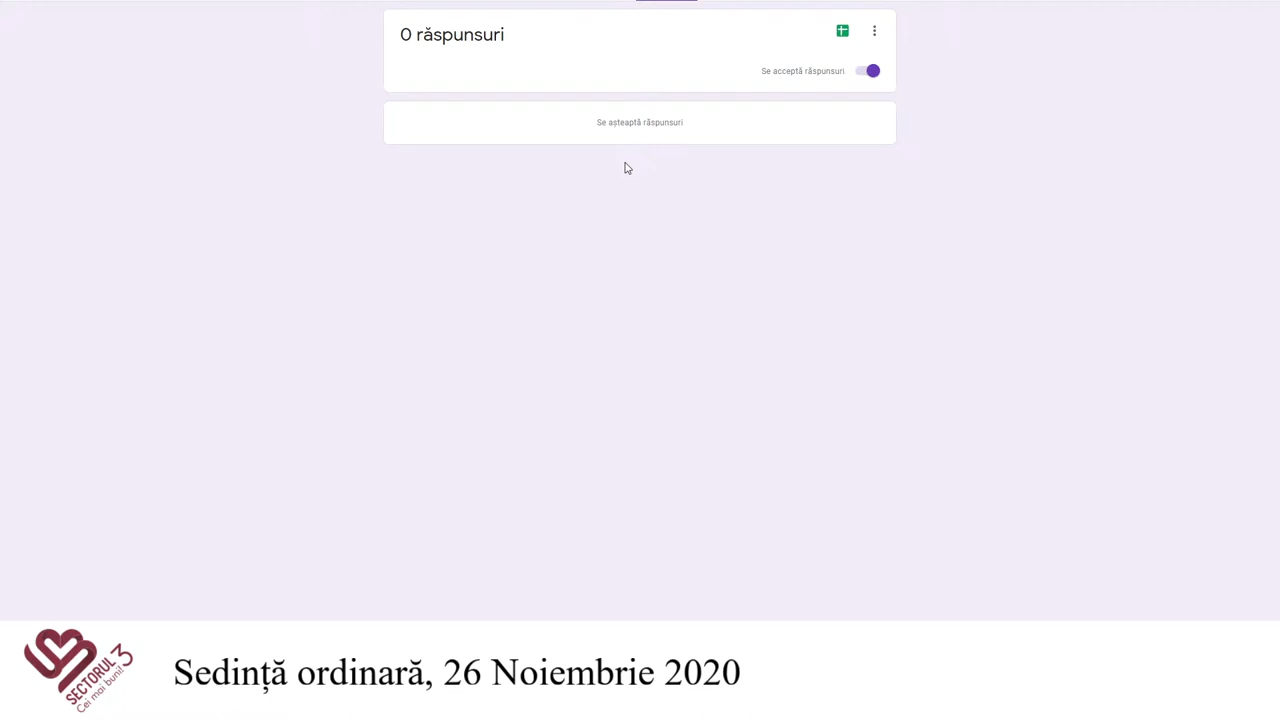 0 răspunsuri
Se acceptă răspunsuri
Se așteaptă răspunsuri
SECTORUL 3
Cei mai buni!
Sedință ordinară, 26 Noiembrie 2020